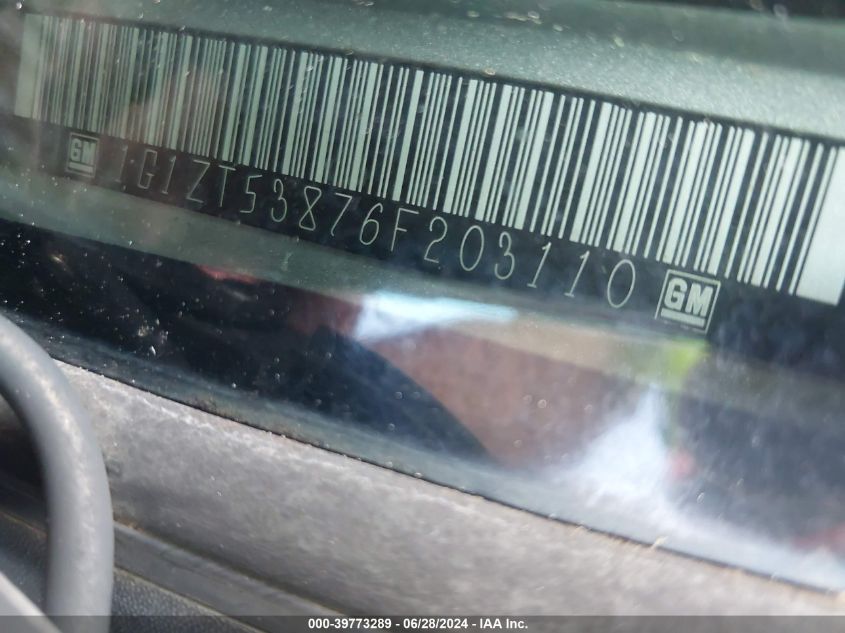 GM 1G1ZT53876F203110 GM
000-39773289 - 06/28/2024 - IAA Inc.